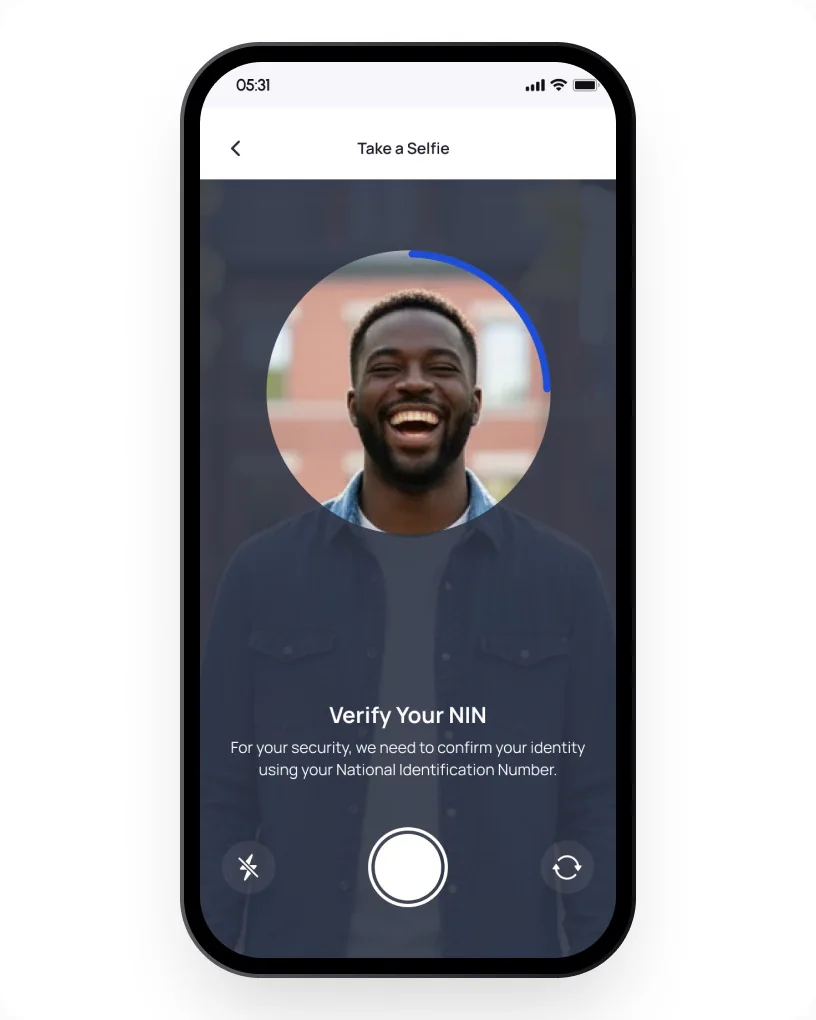 05:31
Take a Selfie
Verify Your NIN
For your security, we need to confirm your identity
using your National Identification Number.